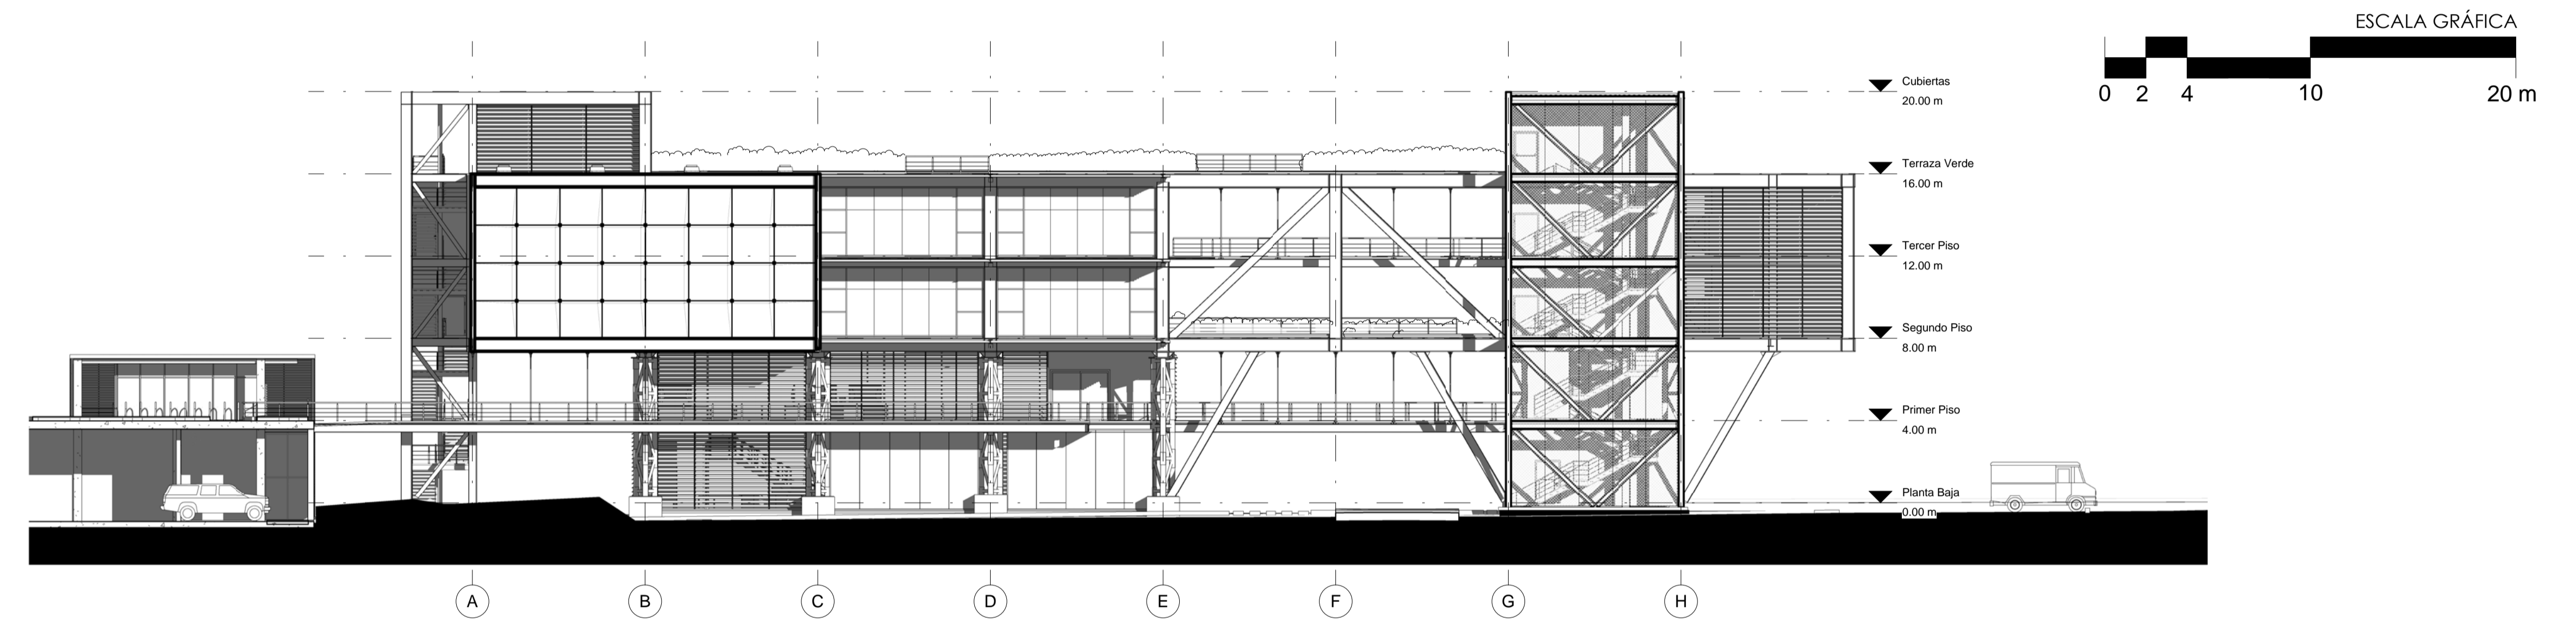 ESCALA GRÁFICA
0 2 4 10 20 m
Cubiertas
20.00 m
Terraza Verde
16.00 m
Tercer Piso
12.00 m
Segundo Piso
8.00 m
Primer Piso
4.00 m
Planta Baja
0.00 m
A B C D E F G H